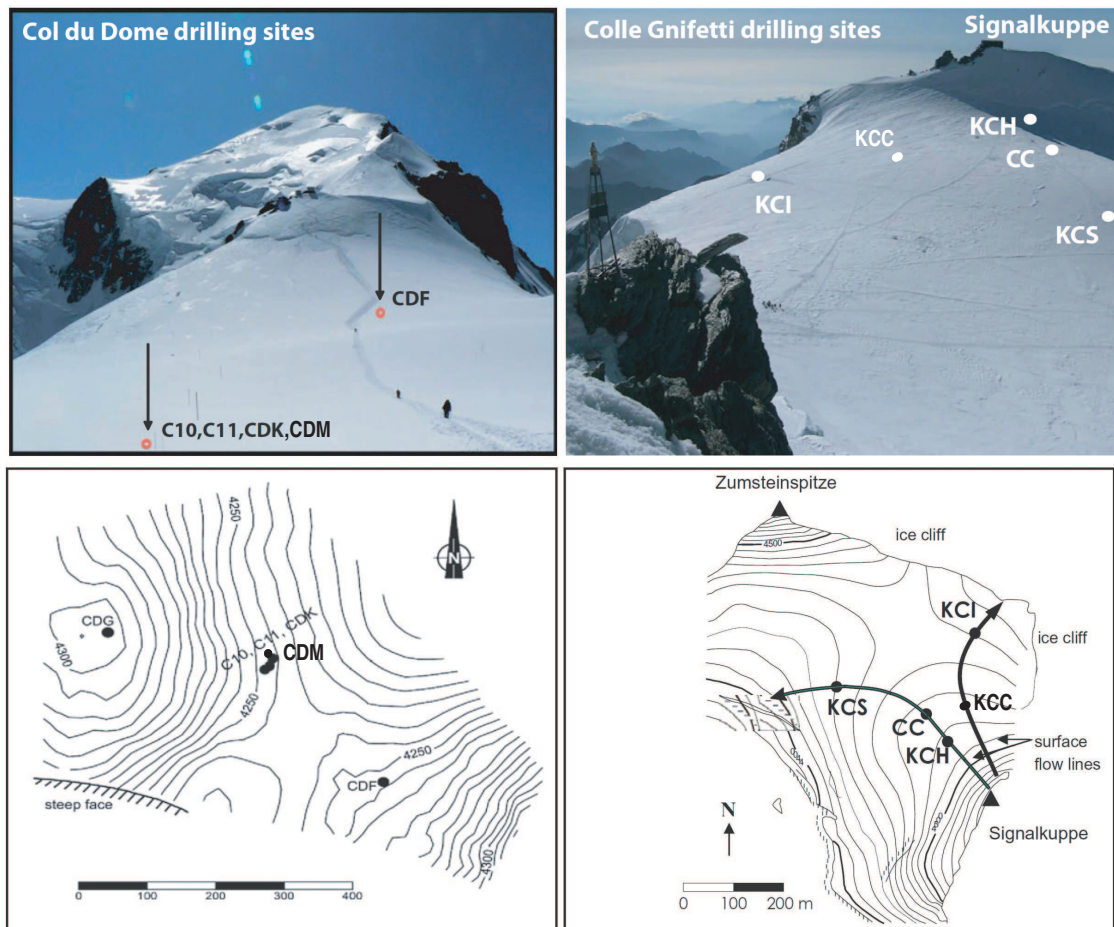 Col du Dome drilling sites
CDF
C10,C11,CDK,CDM
Colle Gnifetti drilling sites
Signalkuppe
KCC
KCH
CC
KCI
KCS
4250
N
CDG
C10, C11, CDK
CDM
4300
4250
4250
CDF
steep face
4300
0 100 200 300 400
Zumsteinspitze
ice cliff
4500
KCI
ice cliff
KCS
KCC
CC
KCH
surface
flow lines
N
Signalkuppe
0 100 200 m